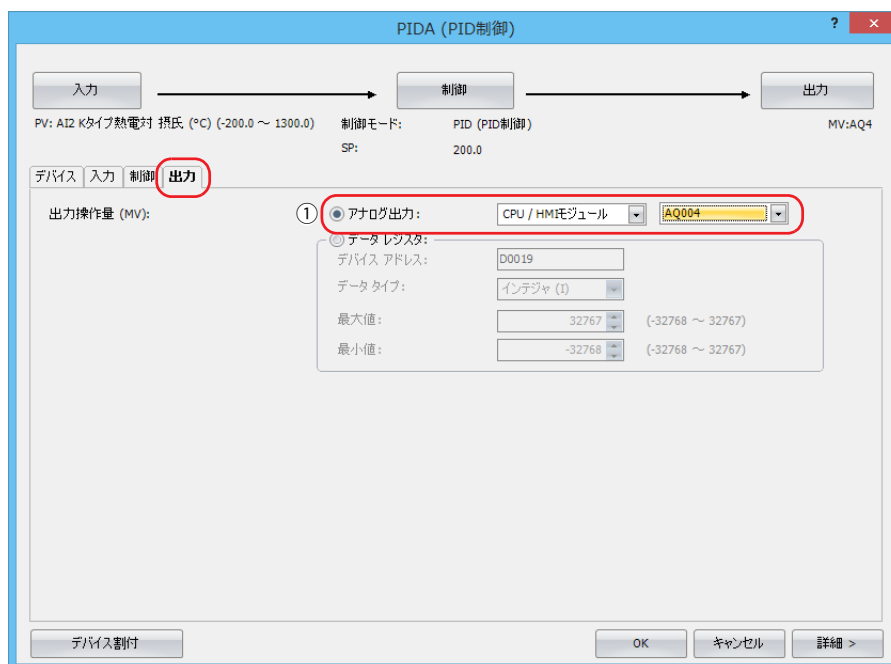 PIDA (PID制御)
?
×
入力
制御
出力
PV: AI2 Kタイプ熱電対 摂氏 (°C) (-200.0 ～ 1300.0)
制御モード: PID (PID制御)
MV:AQ4
SP: 200.0
デバイス 入力 制御 出力
出力操作量 (MV):
① アナログ出力: CPU / HMIモジュール AQ004
データ レジスタ:
デバイス アドレス: D0019
データ タイプ: インテジャ (I)
最大値: 32767 (-32768 ～ 32767)
最小値: -32768 (-32768 ～ 32767)
デバイス割付 OK キャンセル 詳細 >